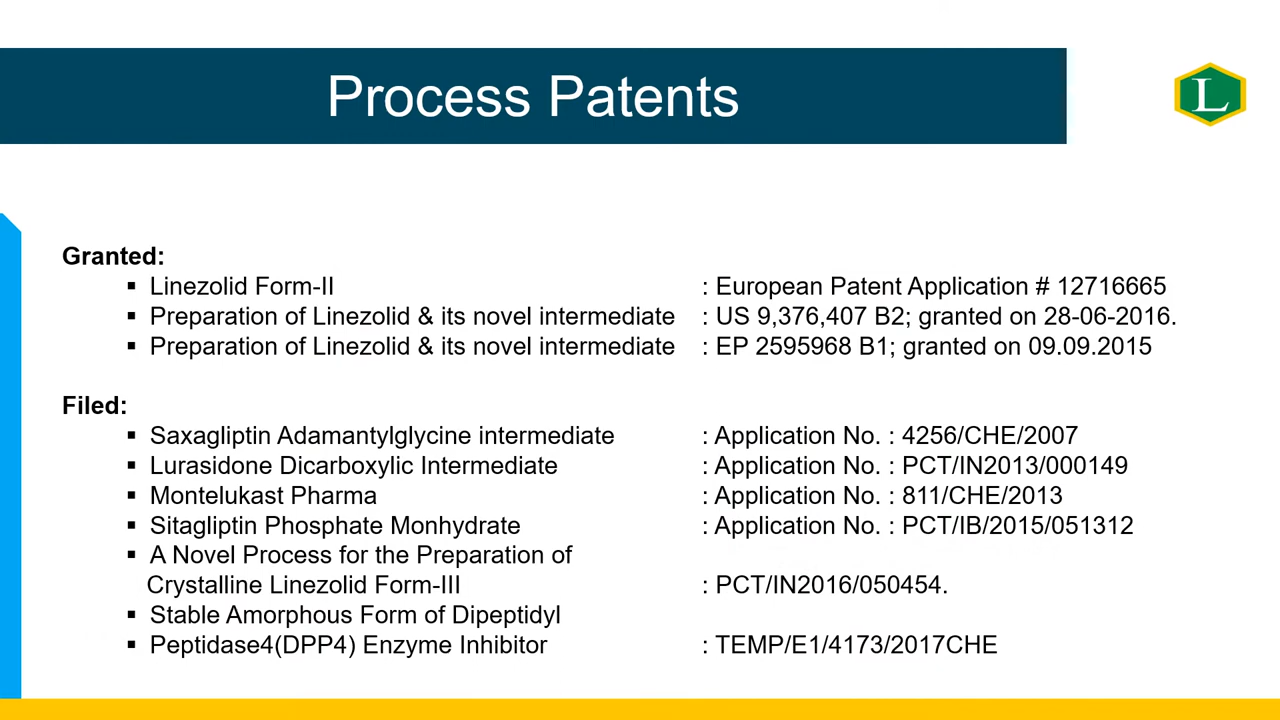 Process Patents
L
Granted:
▪ Linezolid Form-II : European Patent Application # 12716665
▪ Preparation of Linezolid & its novel intermediate : US 9,376,407 B2; granted on 28-06-2016.
▪ Preparation of Linezolid & its novel intermediate : EP 2595968 B1; granted on 09.09.2015
Filed:
▪ Saxagliptin Adamantylglycine intermediate : Application No. : 4256/CHE/2007
▪ Lurasidone Dicarboxylic Intermediate : Application No. : PCT/IN2013/000149
▪ Montelukast Pharma : Application No. : 811/CHE/2013
▪ Sitagliptin Phosphate Monhydrate : Application No. : PCT/IB/2015/051312
▪ A Novel Process for the Preparation of
Crystalline Linezolid Form-III : PCT/IN2016/050454.
▪ Stable Amorphous Form of Dipeptidyl
▪ Peptidase4(DPP4) Enzyme Inhibitor : TEMP/E1/4173/2017CHE